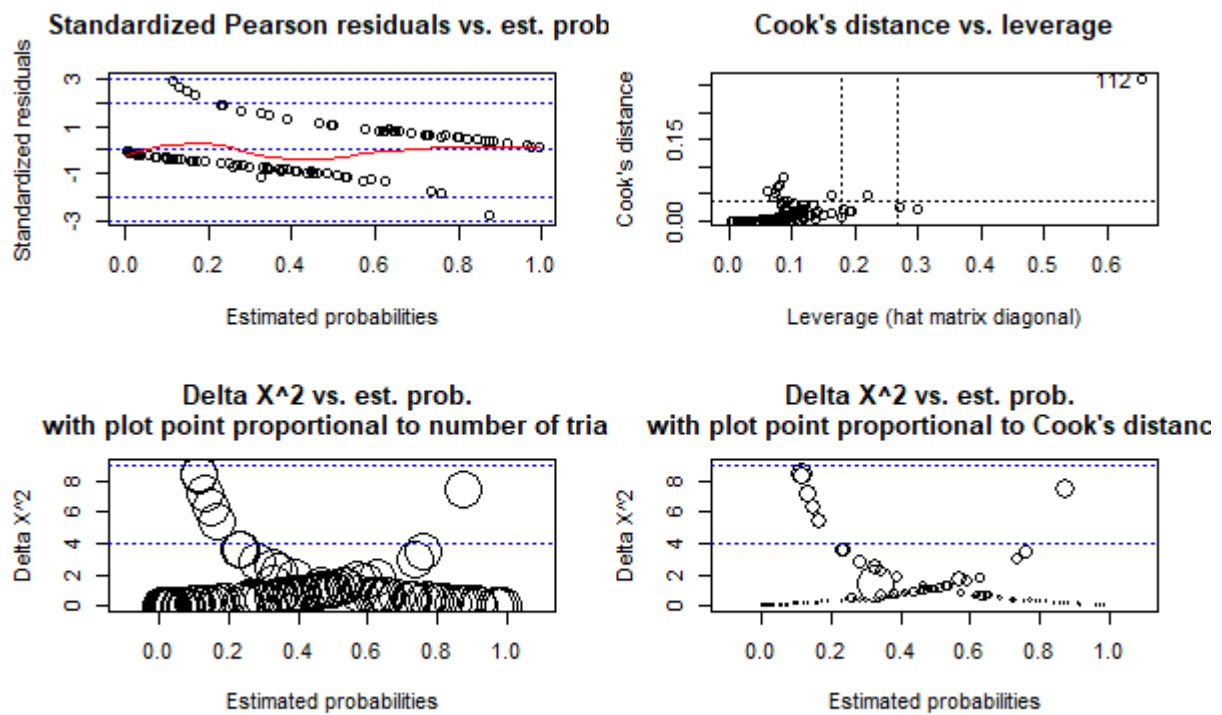 Standardized Pearson residuals vs. est. prob
Standardized residuals
3
1
-1
-3
0.0 0.2 0.4 0.6 0.8 1.0
Estimated probabilities
Cook's distance vs. leverage
Cook's distance
0.15
0.00
112
0.0 0.1 0.2 0.3 0.4 0.5 0.6
Leverage (hat matrix diagonal)
Delta X^2 vs. est. prob.
with plot point proportional to number of tria
Delta X^2
8
6
4
2
0
0.0 0.2 0.4 0.6 0.8 1.0
Estimated probabilities
Delta X^2 vs. est. prob.
with plot point proportional to Cook's distanc
Delta X^2
8
6
4
2
0
0.0 0.2 0.4 0.6 0.8 1.0
Estimated probabilities